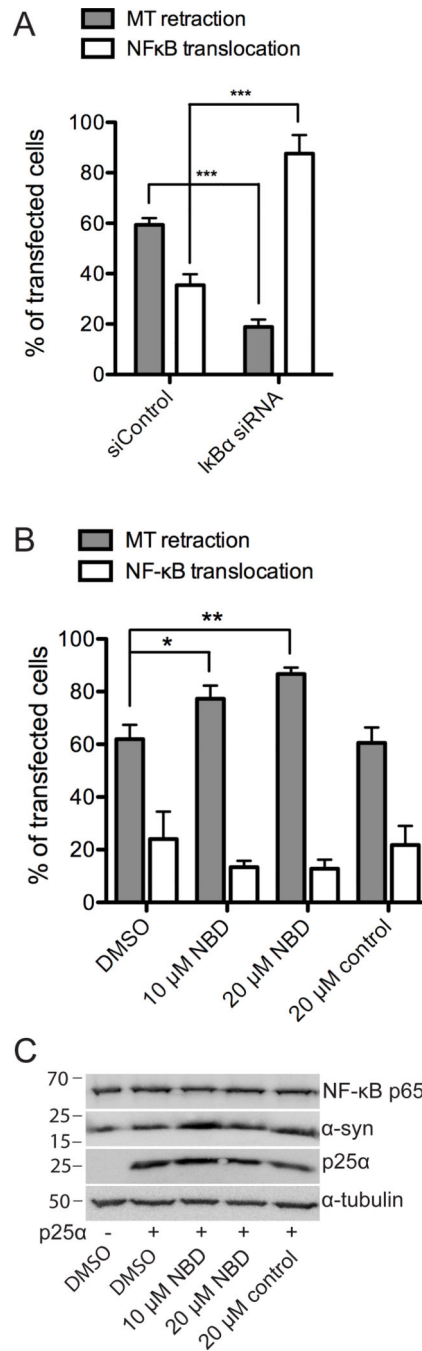 A
MT retraction
NFκB translocation
***
***
% of transfected cells
100
80
60
40
20
0
siControl
IκBα siRNA
B
MT retraction
NF-κB translocation
**
*
% of transfected cells
100
80
60
40
20
0
DMSO
10 µM NBD
20 µM NBD
20 µM control
C
70
50
NF-κB p65
25
15
α-syn
25
p25α
50
α-tubulin
p25α - + + + +
DMSO
DMSO
10 µM NBD
20 µM NBD
20 µM control